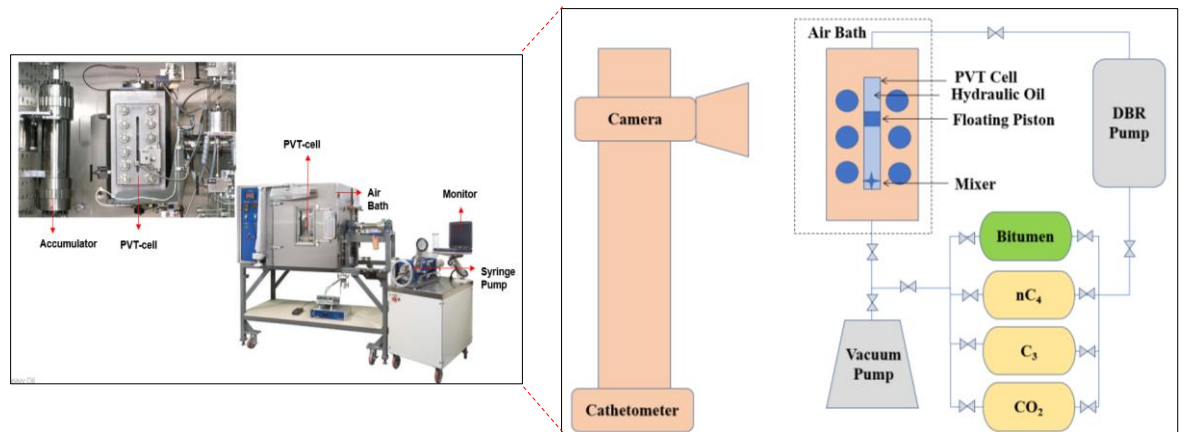 Accumulator
PVT-cell
PVT-cell
Air
Bath
Monitor
Syringe
Pump
Air Bath
PVT Cell
Hydraulic Oil
Floating Piston
Mixer
Camera
Cathetometer
DBR
Pump
Bitumen
nC₄
C₃
CO₂
Vacuum
Pump